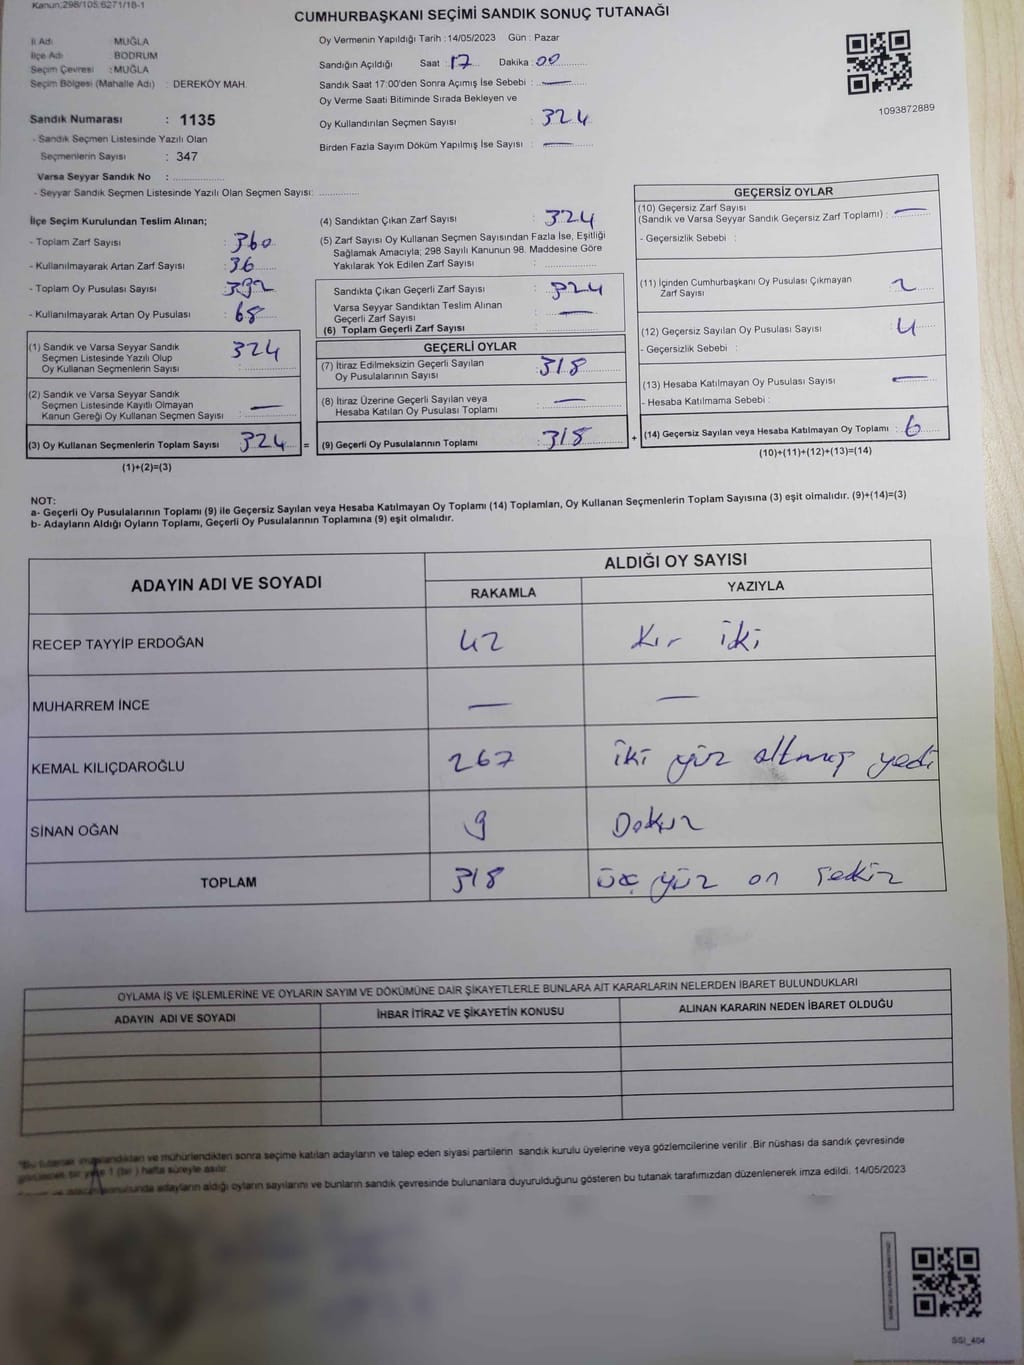 Kanun:298/105:6271/18-1
CUMHURBAŞKANI SEÇİMİ SANDIK SONUÇ TUTANAĞI
İl Adı : MUĞLA
İlçe Adı : BODRUM
Seçim Çevresi : MUĞLA
Seçim Bölgesi (Mahalle Adı) : DEREKÖY MAH.
Sandık Numarası : 1135
- Sandık Seçmen Listesinde Yazılı Olan
Seçmenlerin Sayısı : 347
Varsa Seyyar Sandık No :
- Seyyar Sandık Seçmen Listesinde Yazılı Olan Seçmen Sayısı:
Oy Vermenin Yapıldığı Tarih : 14/05/2023 Gün : Pazar
Sandığın Açıldığı Saat : 17 Dakika : 00
Sandık Saat 17:00'den Sonra Açımış İse Sebebi : —
Oy Verme Saati Bitiminde Sırada Bekleyen ve
Oy Kullandırılan Seçmen Sayısı : 324
Birden Fazla Sayım Döküm Yapılmış İse Sayısı : —
1093872889
İlçe Seçim Kurulundan Teslim Alınan;
- Toplam Zarf Sayısı : 360
- Kullanılmayarak Artan Zarf Sayısı : 36
- Toplam Oy Pusulası Sayısı : 392
- Kullanılmayarak Artan Oy Pusulası : 68
(1) Sandık ve Varsa Seyyar Sandık
Seçmen Listesinde Yazılı Olup
Oy Kullanan Seçmenlerin Sayısı : 324
(2) Sandık ve Varsa Seyyar Sandık
Seçmen Listesinde Kayıtlı Olmayan
Kanun Gereği Oy Kullanan Seçmen Sayısı : —
(3) Oy Kullanan Seçmenlerin Toplam Sayısı : 324 =
(1)+(2)=(3)
(4) Sandıktan Çıkan Zarf Sayısı : 324
(5) Zarf Sayısı Oy Kullanan Seçmen Sayısından Fazla İse, Eşitliği
Sağlamak Amacıyla; 298 Sayılı Kanunun 98. Maddesine Göre
Yakılarak Yok Edilen Zarf Sayısı :
Sandıkta Çıkan Geçerli Zarf Sayısı : 324
Varsa Seyyar Sandıktan Teslim Alınan
Geçerli Zarf Sayısı : —
(6) Toplam Geçerli Zarf Sayısı :
GEÇERLİ OYLAR
(7) İtiraz Edilmeksizin Geçerli Sayılan
Oy Pusulalarının Sayısı : 318
(8) İtiraz Üzerine Geçerli Sayılan veya
Hesaba Katılan Oy Pusulası Toplamı : —
(9) Geçerli Oy Pusulalarının Toplamı : 318 +
GEÇERSİZ OYLAR
(10) Geçersiz Zarf Sayısı
(Sandık ve Varsa Seyyar Sandık Geçersiz Zarf Toplamı) : —
- Geçersizlik Sebebi :
(11) İçinden Cumhurbaşkanı Oy Pusulası Çıkmayan
Zarf Sayısı : 2
(12) Geçersiz Sayılan Oy Pusulası Sayısı : 4
- Geçersizlik Sebebi :
(13) Hesaba Katılmayan Oy Pusulası Sayısı : —
- Hesaba Katılmama Sebebi :
(14) Geçersiz Sayılan veya Hesaba Katılmayan Oy Toplamı : 6
(10)+(11)+(12)+(13)=(14)
NOT:
a- Geçerli Oy Pusulalarının Toplamı (9) ile Geçersiz Sayılan veya Hesaba Katılmayan Oy Toplamı (14) Toplamları, Oy Kullanan Seçmenlerin Toplam Sayısına (3) eşit olmalıdır. (9)+(14)=(3)
b- Adayların Aldığı Oyların Toplamı, Geçerli Oy Pusulalarının Toplamına (9) eşit olmalıdır.
ADAYIN ADI VE SOYADI
ALDIĞI OY SAYISI
RAKAMLA YAZIYLA
RECEP TAYYİP ERDOĞAN 42 Kır iki
MUHARREM İNCE — —
KEMAL KILIÇDAROĞLU 267 iki yüz altmış yedi
SİNAN OĞAN 9 Dokuz
TOPLAM 318 üç yüz on sekiz
OYLAMA İŞ VE İŞLEMLERİNE VE OYLARIN SAYIM VE DÖKÜMÜNE DAİR ŞİKAYETLERLE BUNLARA AİT KARARLARIN NELERDEN İBARET BULUNDUKLARI
ADAYIN ADI VE SOYADI İHBAR İTİRAZ VE ŞİKAYETİN KONUSU ALINAN KARARIN NEDEN İBARET OLDUĞU
*Bu tutanak imzalandıktan ve mühürlendikten sonra seçime katılan adayların ve talep eden siyasi partilerin sandık kurulu üyelerine veya gözlemcilerine verilir .Bir nüshası da sandık çevresinde
görülecek bir yere 1 (bir ) hafta süreyle asılır.
sonucunda adayların aldığı oyların sayılarını ve bunların sandık çevresinde bulunanlara duyurulduğunu gösteren bu tutanak tarafımızdan düzenlenerek imza edildi. 14/05/2023
SSI_404